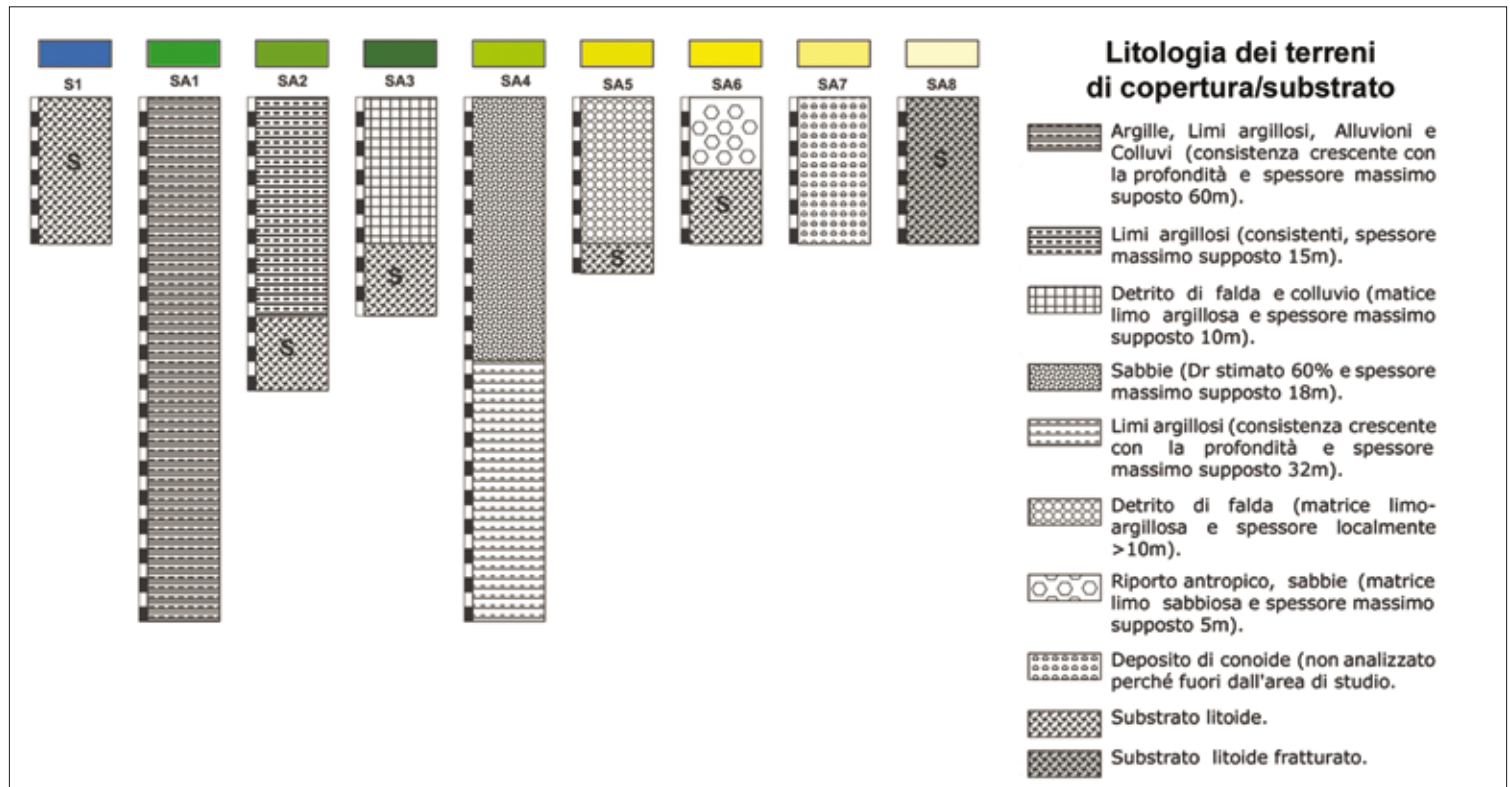 S1
SA1
SA2
SA3
SA4
SA5
SA6
SA7
SA8
S
S
S
S
S
S
Litologia dei terreni
di copertura/substrato
Argille, Limi argillosi, Alluvioni e
Colluvi (consistenza crescente con
la profondità e spessore massimo
suposto 60m).
Limi argillosi (consistenti, spessore
massimo supposto 15m).
Detrito di falda e colluvio (matice
limo argillosa e spessore massimo
supposto 10m).
Sabbie (Dr stimato 60% e spessore
massimo supposto 18m).
Limi argillosi (consistenza crescente
con la profondità e spessore
massimo supposto 32m).
Detrito di falda (matrice limo-
argillosa e spessore localmente
>10m).
Riporto antropico, sabbie (matrice
limo sabbiosa e spessore massimo
supposto 5m).
Deposito di conoide (non analizzato
perché fuori dall'area di studio.
Substrato litoide.
Substrato litoide fratturato.